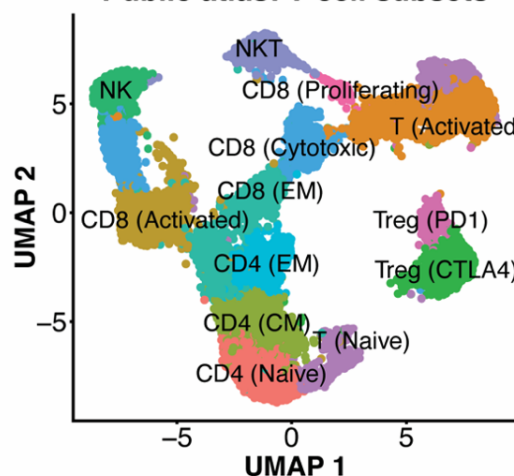 NKT
NK
CD8 (Proliferating)
T (Activated
CD8 (Cytotoxic)
CD8 (EM)
CD8 (Activated)
Treg (PD1)
CD4 (EM)
Treg (CTLA4)
CD4 (CM)
T (Naive)
CD4 (Naive)
5
0
−5
UMAP 2
−5
0
5
UMAP 1